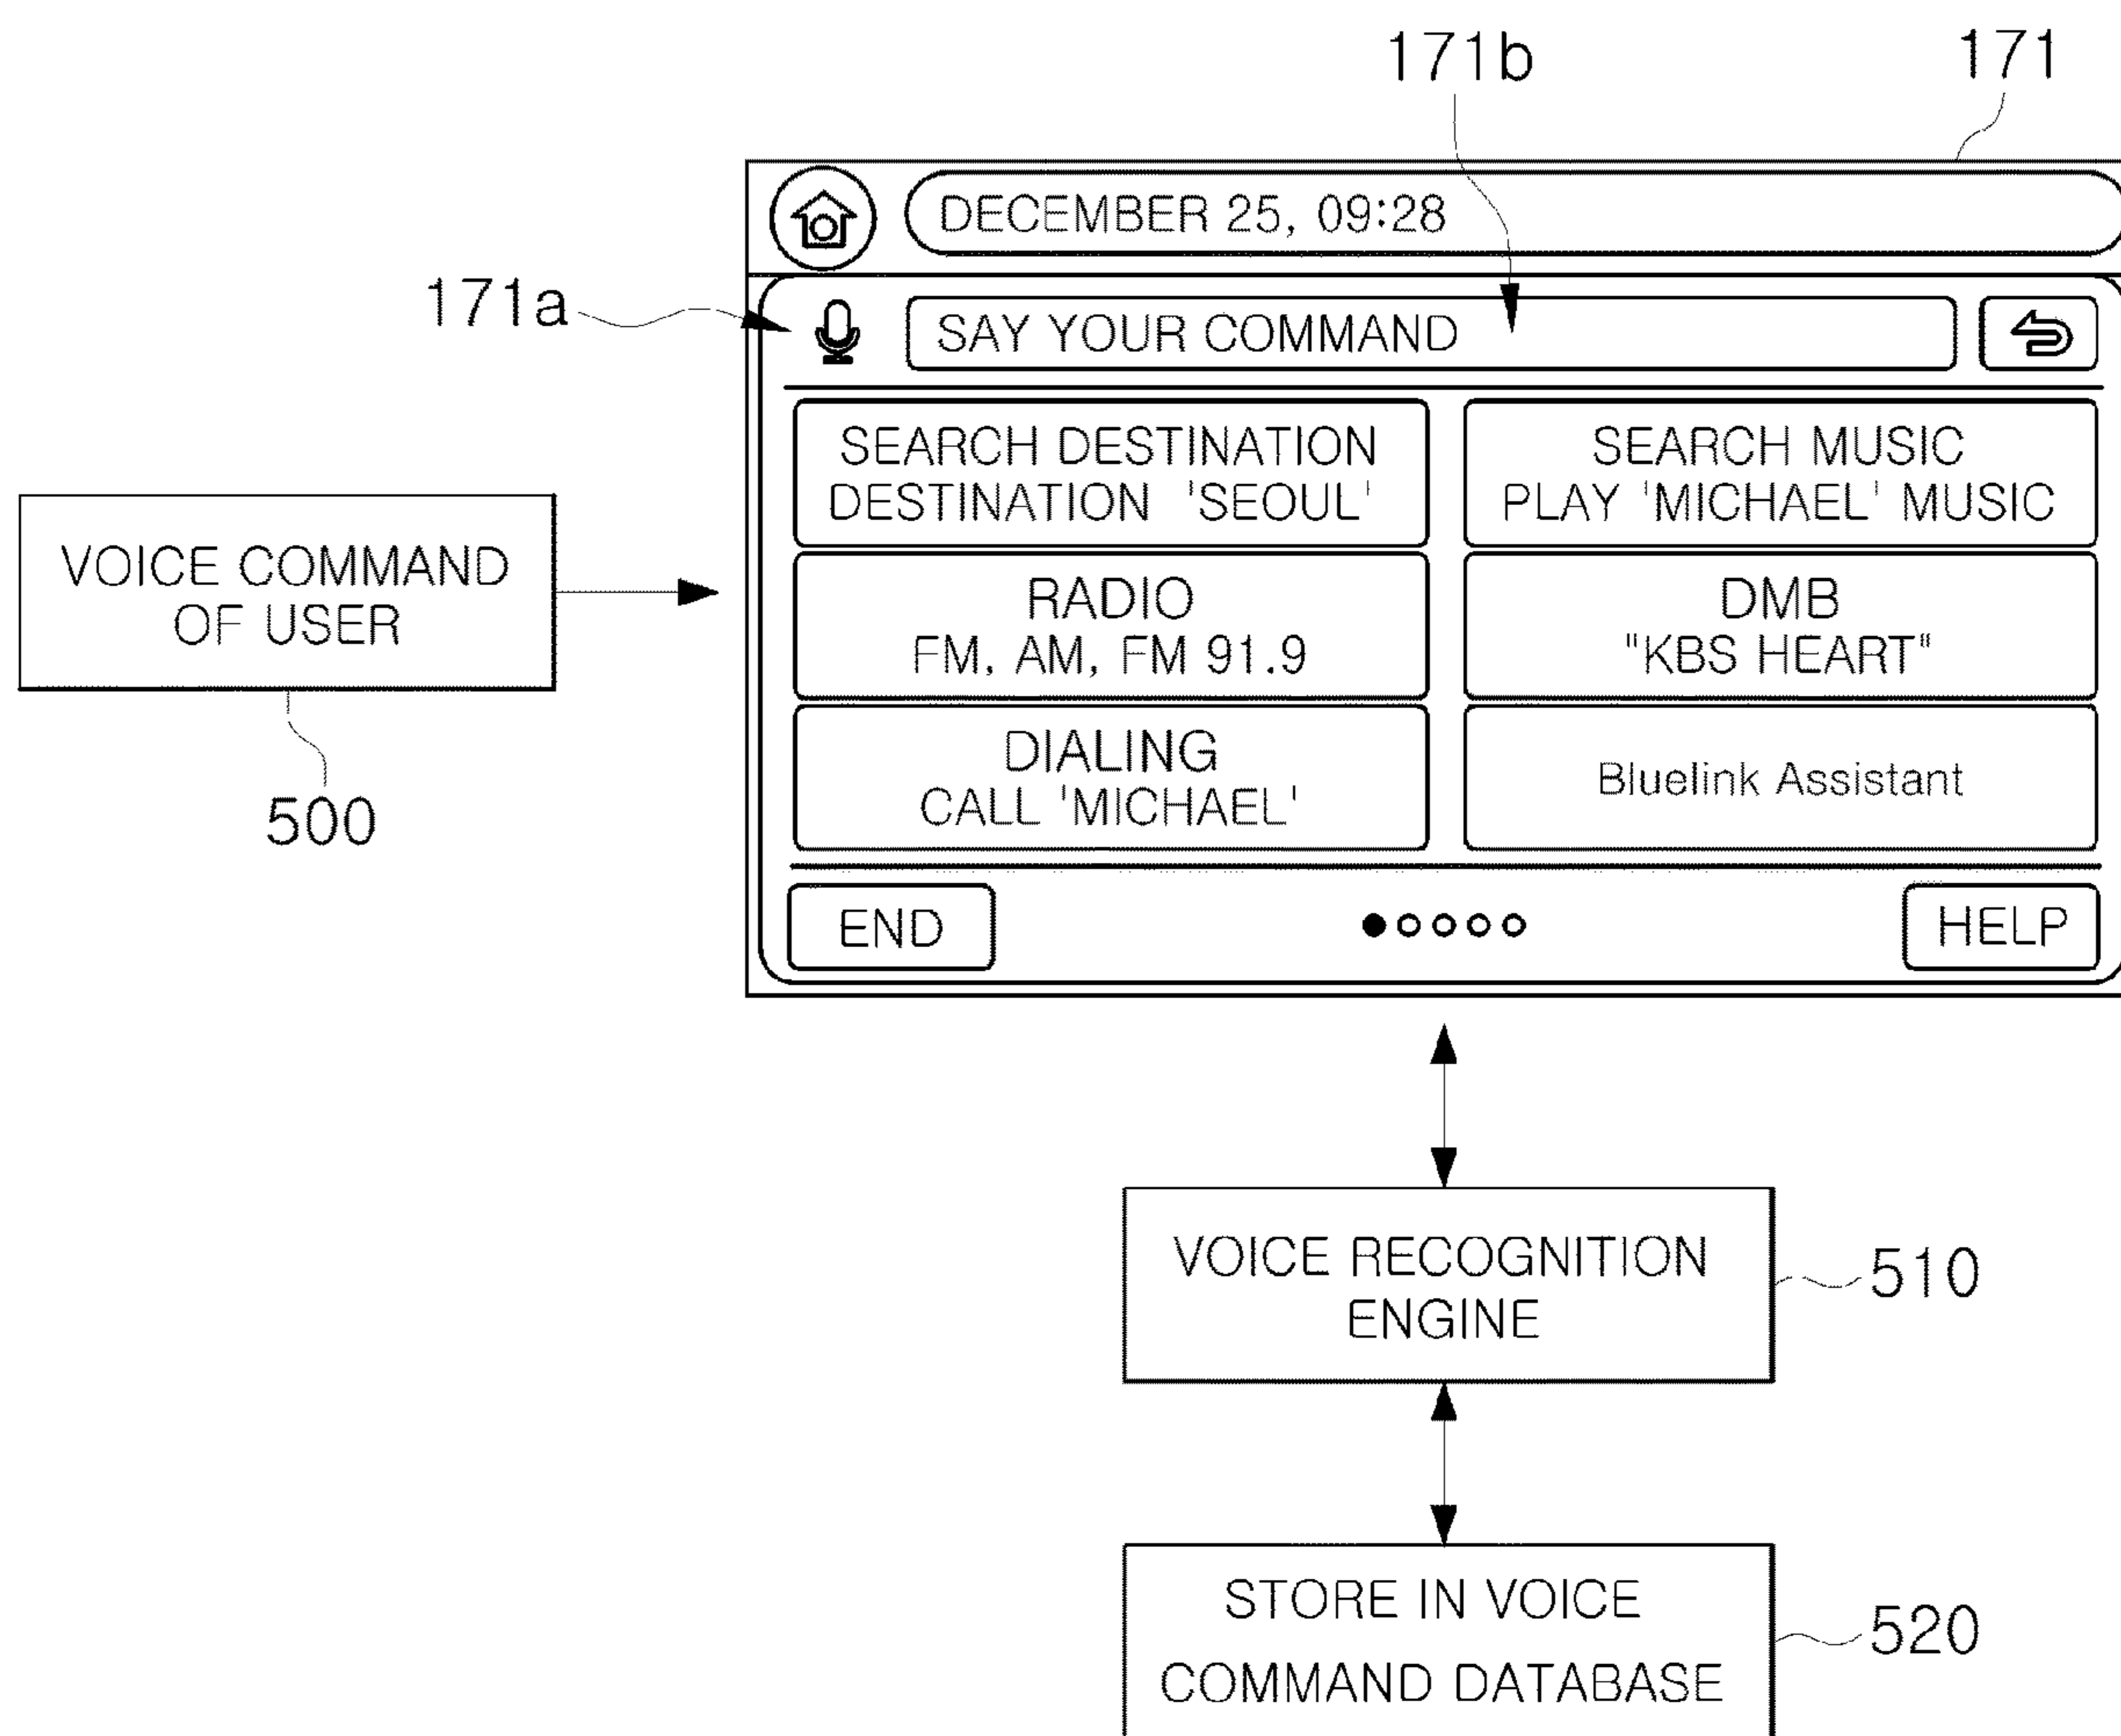 171b
171
DECEMBER 25, 09:28
171a
SAY YOUR COMMAND
SEARCH DESTINATION
DESTINATION 'SEOUL'
SEARCH MUSIC
PLAY 'MICHAEL' MUSIC
VOICE COMMAND
OF USER
500
RADIO
FM, AM, FM 91.9
DMB
"KBS HEART"
DIALING
CALL 'MICHAEL'
Bluelink Assistant
END
HELP
VOICE RECOGNITION
ENGINE
510
STORE IN VOICE
COMMAND DATABASE
520